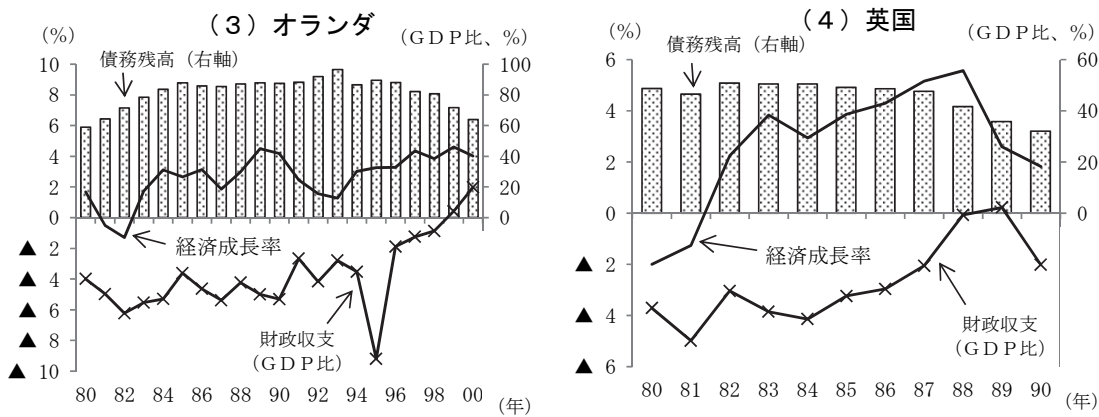 （３）オランダ
（％）
（ＧＤＰ比、％）
債務残高（右軸）
10
8
6
4
2
0
▲ 2
▲ 4
▲ 6
▲ 8
▲ 10
100
80
60
40
20
0
経済成長率
財政収支
（ＧＤＰ比）
80 82 84 86 88 90 92 94 96 98 00
（年）
（４）英国
（％）
（ＧＤＰ比、％）
債務残高（右軸）
6
4
2
0
▲ 2
▲ 4
▲ 6
60
40
20
0
経済成長率
財政収支
（ＧＤＰ比）
80 81 82 83 84 85 86 87 88 89 90
（年）